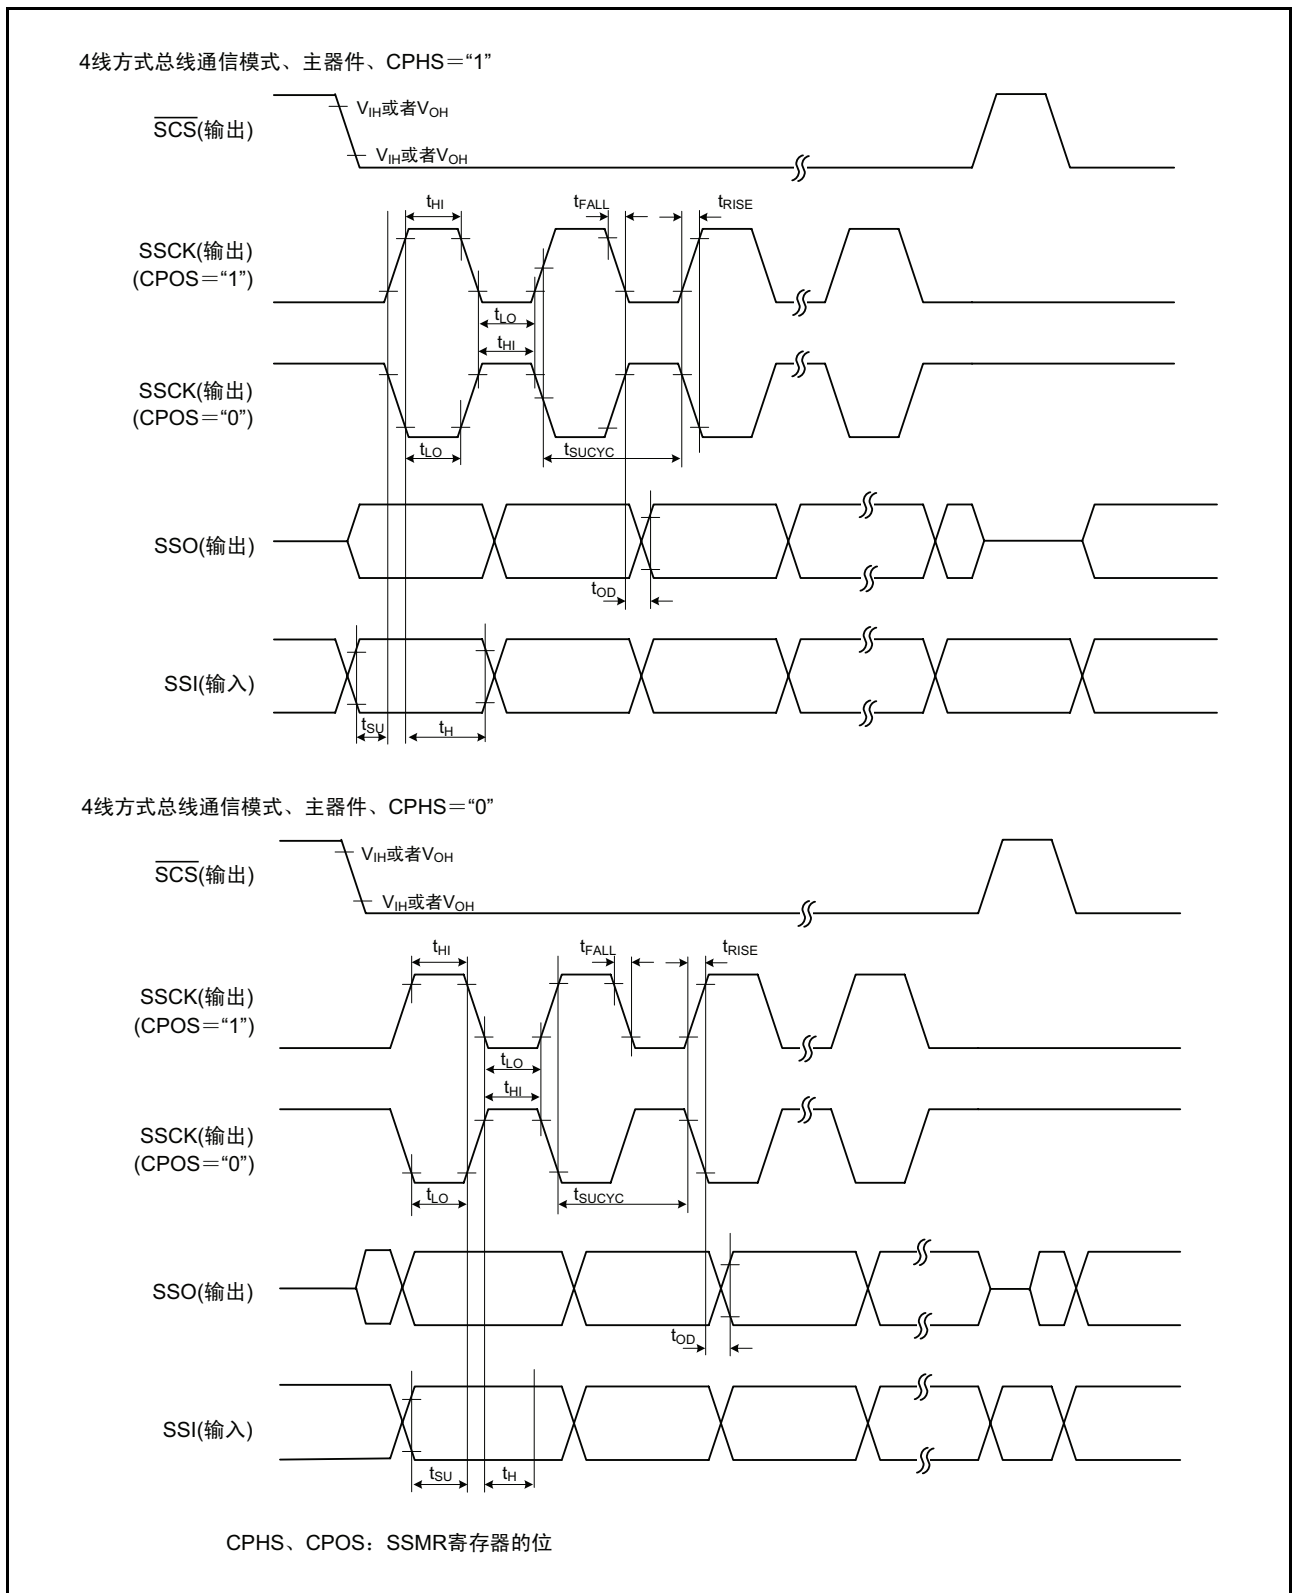 4线方式总线通信模式、主器件、CPHS＝“1”
VIH或者VOH
SCS(输出)
VIH或者VOH
tHI
tFALL
tRISE
SSCK(输出)
(CPOS＝“1”)
tLO
tHI
SSCK(输出)
(CPOS＝“0”)
tLO
tSUCYC
SSO(输出)
tOD
SSI(输入)
tSU
tH
4线方式总线通信模式、主器件、CPHS＝“0”
VIH或者VOH
SCS(输出)
VIH或者VOH
tHI
tFALL
tRISE
SSCK(输出)
(CPOS＝“1”)
tLO
tHI
SSCK(输出)
(CPOS＝“0”)
tLO
tSUCYC
SSO(输出)
tOD
SSI(输入)
tSU
tH
CPHS、CPOS：SSMR寄存器的位